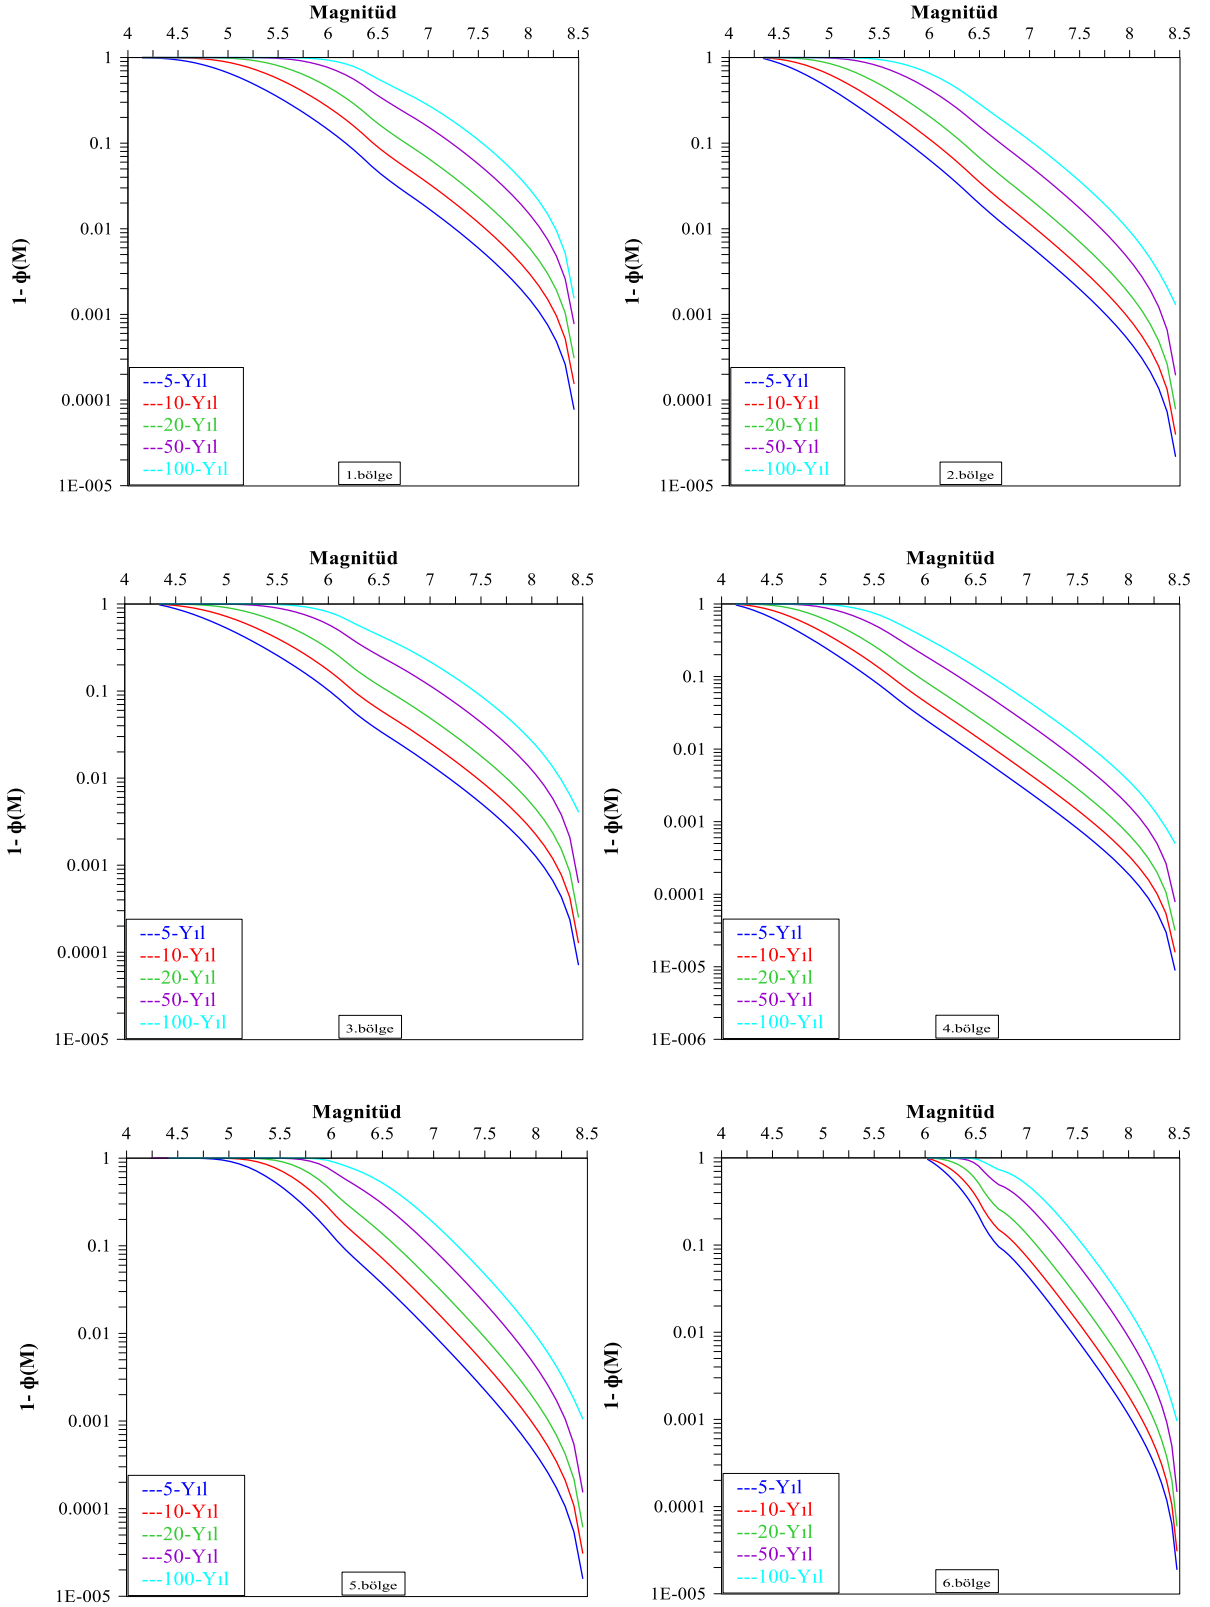 Magnitüd
4 4.5 5 5.5 6 6.5 7 7.5 8 8.5
1
0.1
0.01
0.001
0.0001
1E-005
1- ϕ(M)
---5-Yıl
---10-Yıl
---20-Yıl
---50-Yıl
---100-Yıl
1.bölge
Magnitüd
4 4.5 5 5.5 6 6.5 7 7.5 8 8.5
1
0.1
0.01
0.001
0.0001
1E-005
1- ϕ(M)
---5-Yıl
---10-Yıl
---20-Yıl
---50-Yıl
---100-Yıl
2.bölge
Magnitüd
4 4.5 5 5.5 6 6.5 7 7.5 8 8.5
1
0.1
0.01
0.001
0.0001
1E-005
1- ϕ(M)
---5-Yıl
---10-Yıl
---20-Yıl
---50-Yıl
---100-Yıl
3.bölge
Magnitüd
4 4.5 5 5.5 6 6.5 7 7.5 8 8.5
1
0.1
0.01
0.001
0.0001
1E-005
1E-006
1- ϕ(M)
---5-Yıl
---10-Yıl
---20-Yıl
---50-Yıl
---100-Yıl
4.bölge
Magnitüd
4 4.5 5 5.5 6 6.5 7 7.5 8 8.5
1
0.1
0.01
0.001
0.0001
1E-005
1- ϕ(M)
---5-Yıl
---10-Yıl
---20-Yıl
---50-Yıl
---100-Yıl
5.bölge
Magnitüd
4 4.5 5 5.5 6 6.5 7 7.5 8 8.5
1
0.1
0.01
0.001
0.0001
1E-005
1- ϕ(M)
---5-Yıl
---10-Yıl
---20-Yıl
---50-Yıl
---100-Yıl
6.bölge